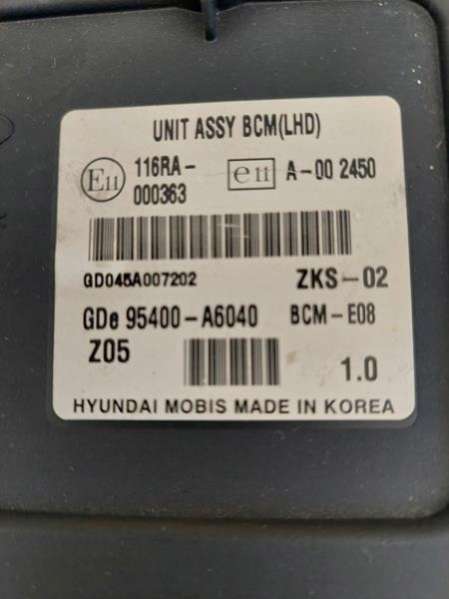 UNIT ASSY BCM(LHD)
E11 116RA- e11 A-00 2450
000363
GD045A007202 ZKS-02
GDe 95400-A6040 BCM-E08
Z05 1.0
HYUNDAI MOBIS MADE IN KOREA